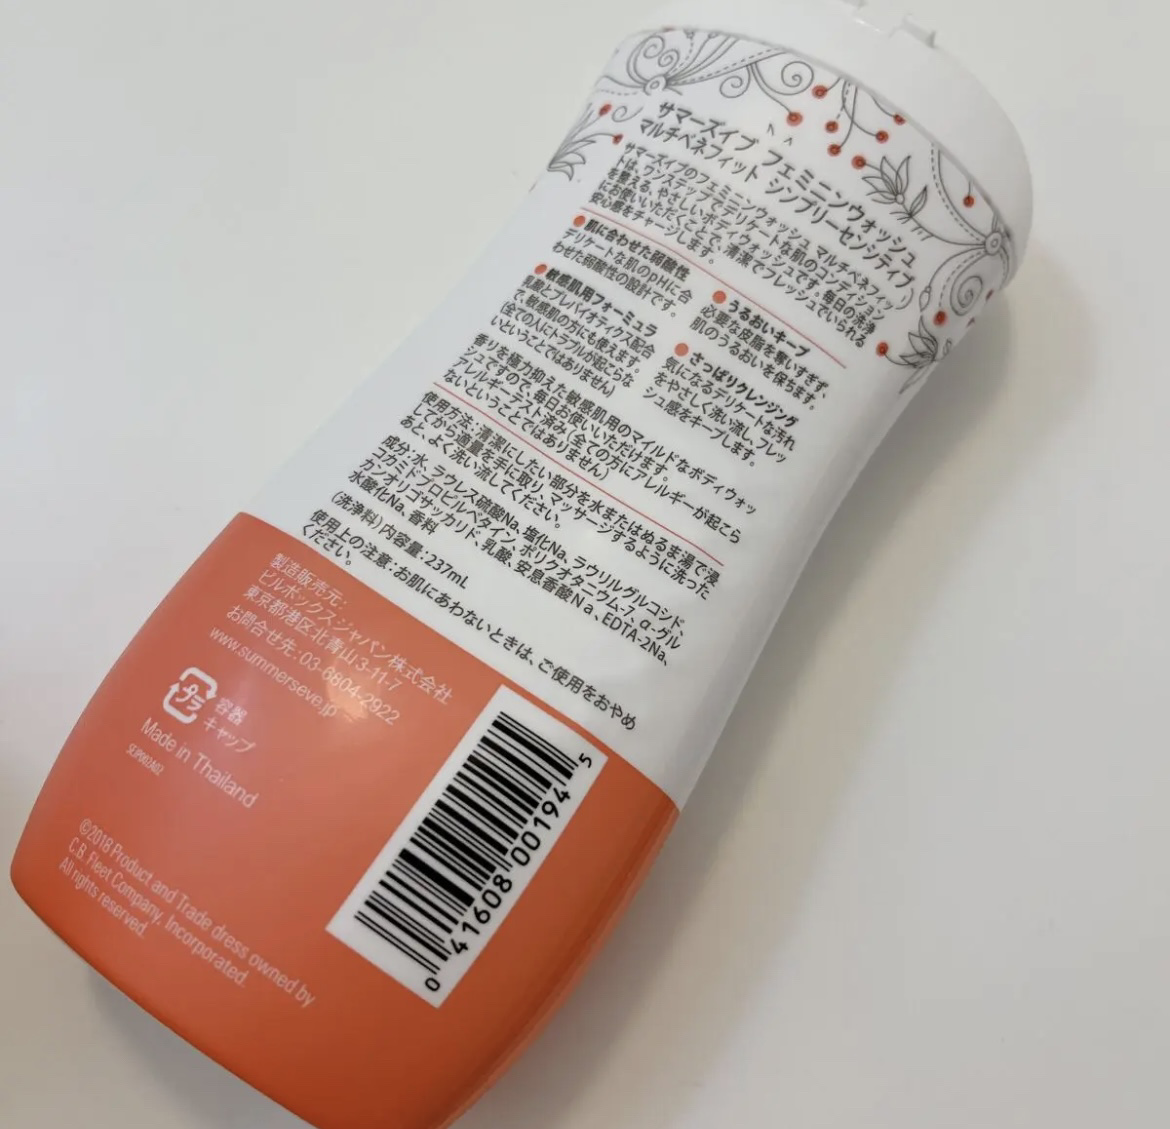 サマーズイブ フェミニンウォッシュ
マルチベネフィット シンプリーセンシティブ
サマーズイブのフェミニンウォッシュ マルチベネフィッ
トは、ワンステップでデリケートな肌のコンディション
を整える、やさしいボディウォッシュです。毎日の洗浄
にお使いいただくことで、清潔でフレッシュでいられる
安心感をチャージします。
●肌に合わせた弱酸性
デリケートな肌のpHに合
わせた弱酸性の設計です。
●敏感肌用フォーミュラ
乳酸とプレバイオティクス配合
で、敏感肌の方にも使えます。
(全ての人にトラブルが起こらな
いということではありません)
●うるおいキープ
必要な皮脂を奪いすぎず、
肌のうるおいを保ちます。
●さっぱりクレンジング
気になるデリケートな汚れ
をやさしく洗い流し、フレッ
シュ感をキープします。
香りを極力抑えた敏感肌用のマイルドなボディウォッ
シュですので、毎日お使いいただけます。
アレルギーテスト済み(全ての方にアレルギーが起こら
ないということではありません)
使用方法:清潔にしたい部分を水またはぬるま湯で浸
してから適量を手に取り、マッサージするように洗った
あと、よく洗い流してください。
成分:水、ラウレス硫酸Na、塩化Na、ラウリルグルコシド、
コカミドプロピルベタイン、ポリクオタニウム-7、α-グル
カンオリゴサッカリド、乳酸、安息香酸Na、EDTA-2Na、
水酸化Na、香料
(洗浄料)内容量:237mL
使用上の注意:お肌にあわないときは、ご使用をおやめ
ください。
製造販売元:
ピルボックスジャパン株式会社
東京都港区北青山3-11-7
お問合せ先:03-6804-2922
www.summerseve.jp
プラ
容器
キャップ
Made in Thailand
©2018 Product and Trade dress owned by
C.B. Fleet Company, Incorporated.
All rights reserved.
0 41608 00194 5